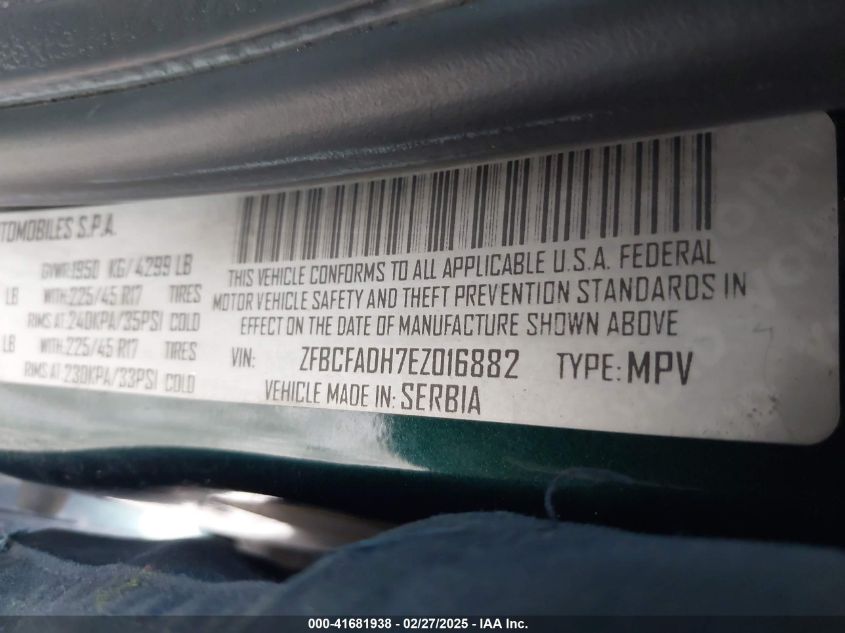 TOMOBILES S.P.A.
GVWR:1950 KG/4299 LB
LB WITH:225/45 R17 TIRES
RIMS AT:240KPA/35PSI COLD
LB WITH:225/45 R17 TIRES
RIMS AT:230KPA/33PSI COLD
THIS VEHICLE CONFORMS TO ALL APPLICABLE U.S.A. FEDERAL
MOTOR VEHICLE SAFETY AND THEFT PREVENTION STANDARDS IN
EFFECT ON THE DATE OF MANUFACTURE SHOWN ABOVE
VIN: ZFBCFADH7EZ016882 TYPE: MPV
VEHICLE MADE IN: SERBIA
000-41681938 - 02/27/2025 - IAA Inc.